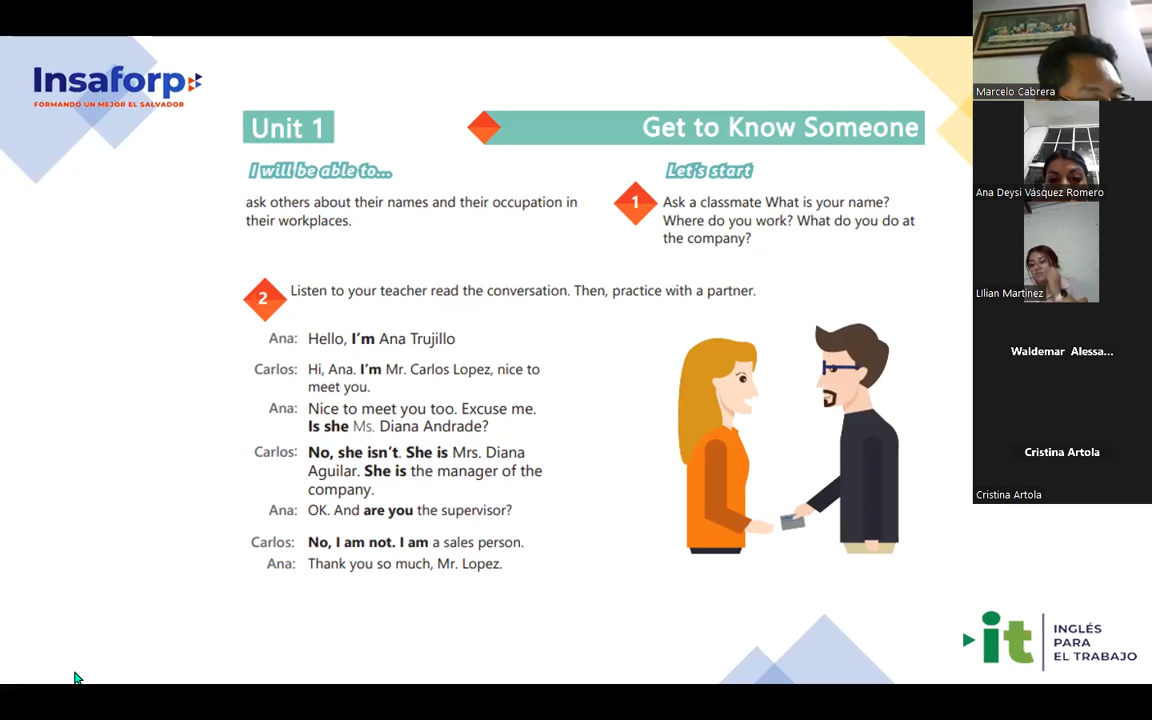 Insaforp
FORMANDO UN MEJOR EL SALVADOR
Unit 1
Get to Know Someone
I will be able to...
ask others about their names and their occupation in
their workplaces.
Let's start
1
Ask a classmate What is your name?
Where do you work? What do you do at
the company?
2
Listen to your teacher read the conversation. Then, practice with a partner.
Ana: Hello, I'm Ana Trujillo
Carlos: Hi, Ana. I'm Mr. Carlos Lopez, nice to
meet you.
Ana: Nice to meet you too. Excuse me.
Is she Ms. Diana Andrade?
Carlos: No, she isn't. She is Mrs. Diana
Aguilar. She is the manager of the
company.
Ana: OK. And are you the supervisor?
Carlos: No, I am not. I am a sales person.
Ana: Thank you so much, Mr. Lopez.
it
INGLÉS
PARA
EL TRABAJO
Marcelo Cabrera
Ana Deysi Vásquez Romero
LIlian Martinez
Waldemar Alessa...
Cristina Artola
Cristina Artola